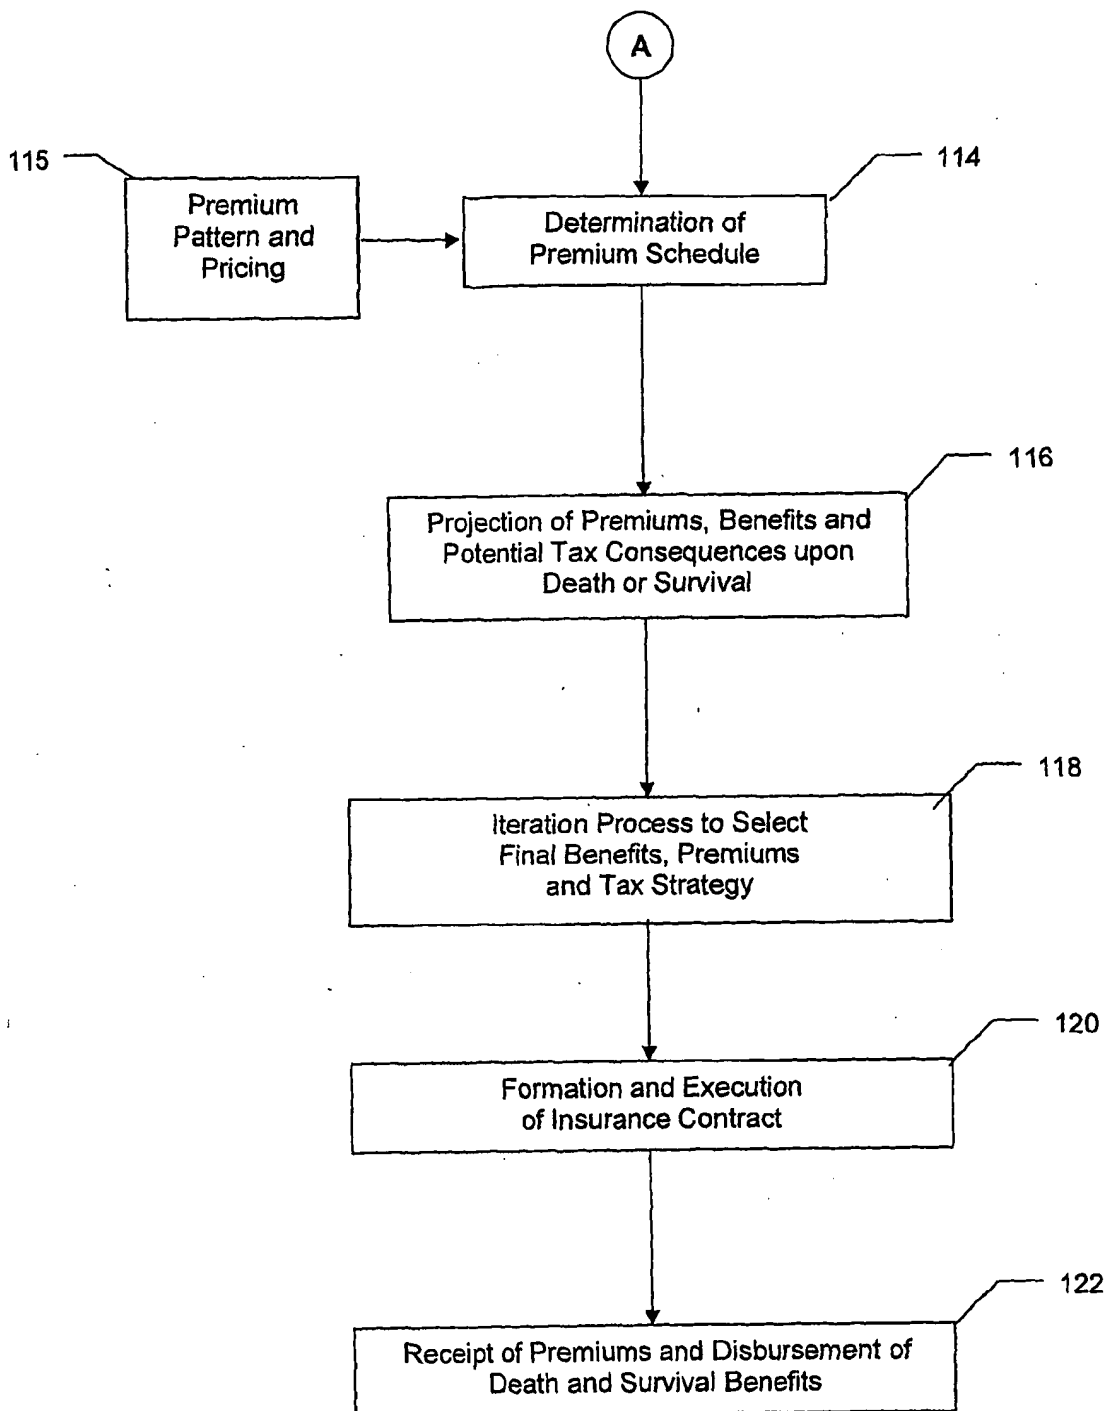 A
115
Premium
Pattern and
Pricing
114
Determination of
Premium Schedule
116
Projection of Premiums, Benefits and
Potential Tax Consequences upon
Death or Survival
118
Iteration Process to Select
Final Benefits, Premiums
and Tax Strategy
120
Formation and Execution
of Insurance Contract
122
Receipt of Premiums and Disbursement of
Death and Survival Benefits